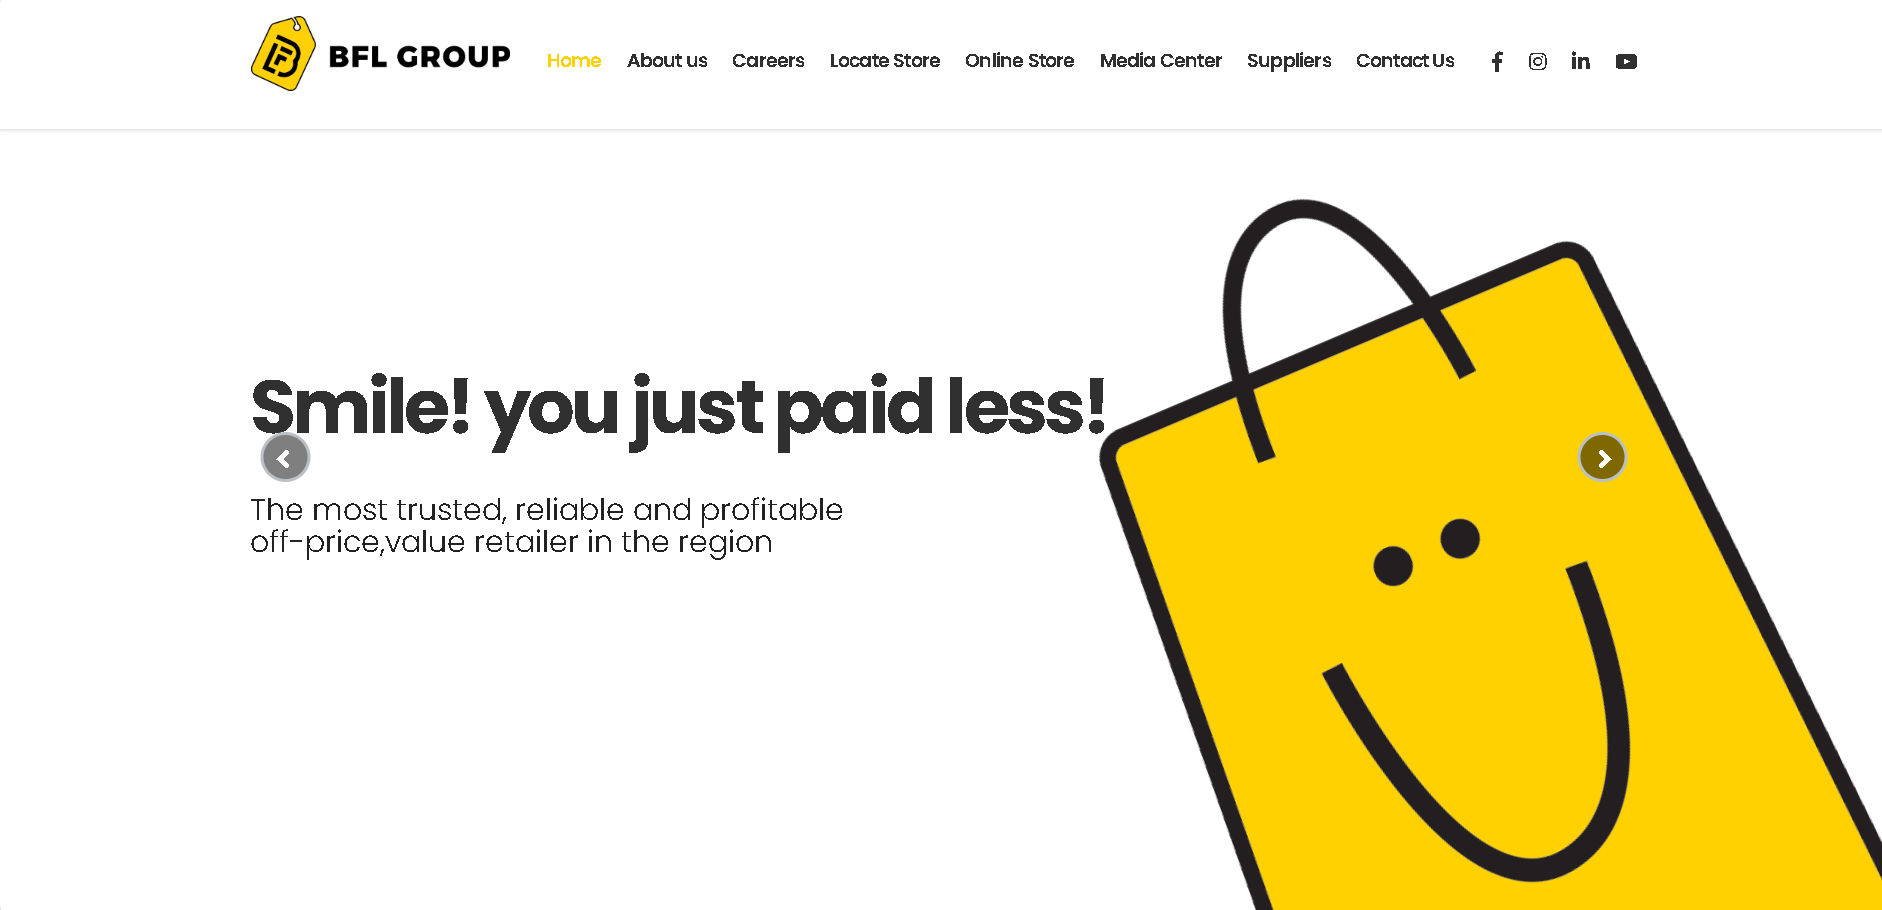 BFL GROUP
Home About us Careers Locate Store Online Store Media Center Suppliers Contact Us
Smile! you just paid less!
The most trusted, reliable and profitable
off-price,value retailer in the region